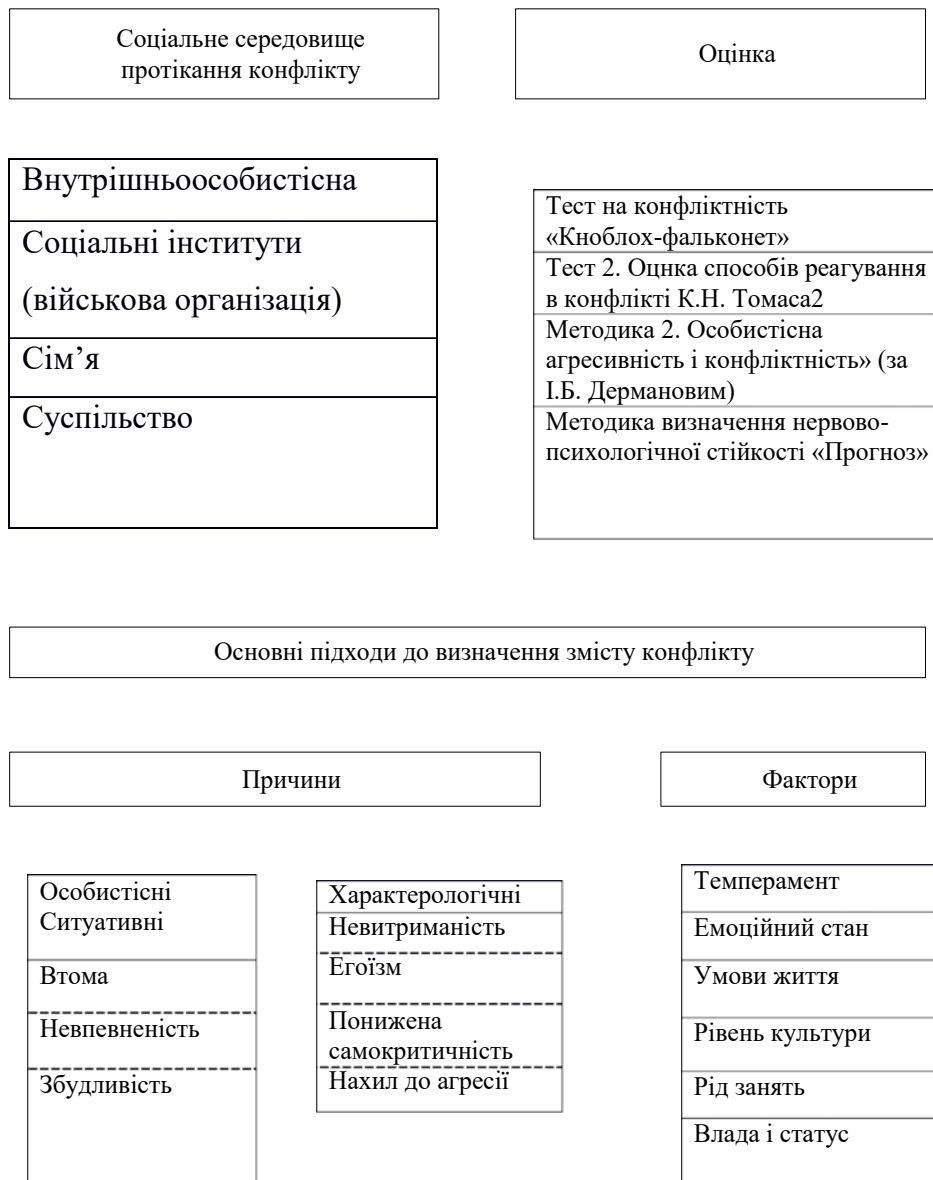 Соціальне середовище
протікання конфлікту
Оцінка
Внутрішньоособистісна
Соціальні інститути
(військова організація)
Сім’я
Суспільство
Тест на конфліктність
«Кноблох-фальконет»
Тест 2. Оцнка способів реагування
в конфлікті К.Н. Томаса2
Методика 2. Особистісна
агресивність і конфліктність» (за
І.Б. Дермановим)
Методика визначення нервово-
психологічної стійкості «Прогноз»
Основні підходи до визначення змісту конфлікту
Причини
Фактори
Особистісні
Ситуативні
Втома
Невпевненість
Збудливість
Характерологічні
Невитриманість
Егоїзм
Понижена
самокритичність
Нахил до агресії
Темперамент
Емоційний стан
Умови життя
Рівень культури
Рід занять
Влада і статус